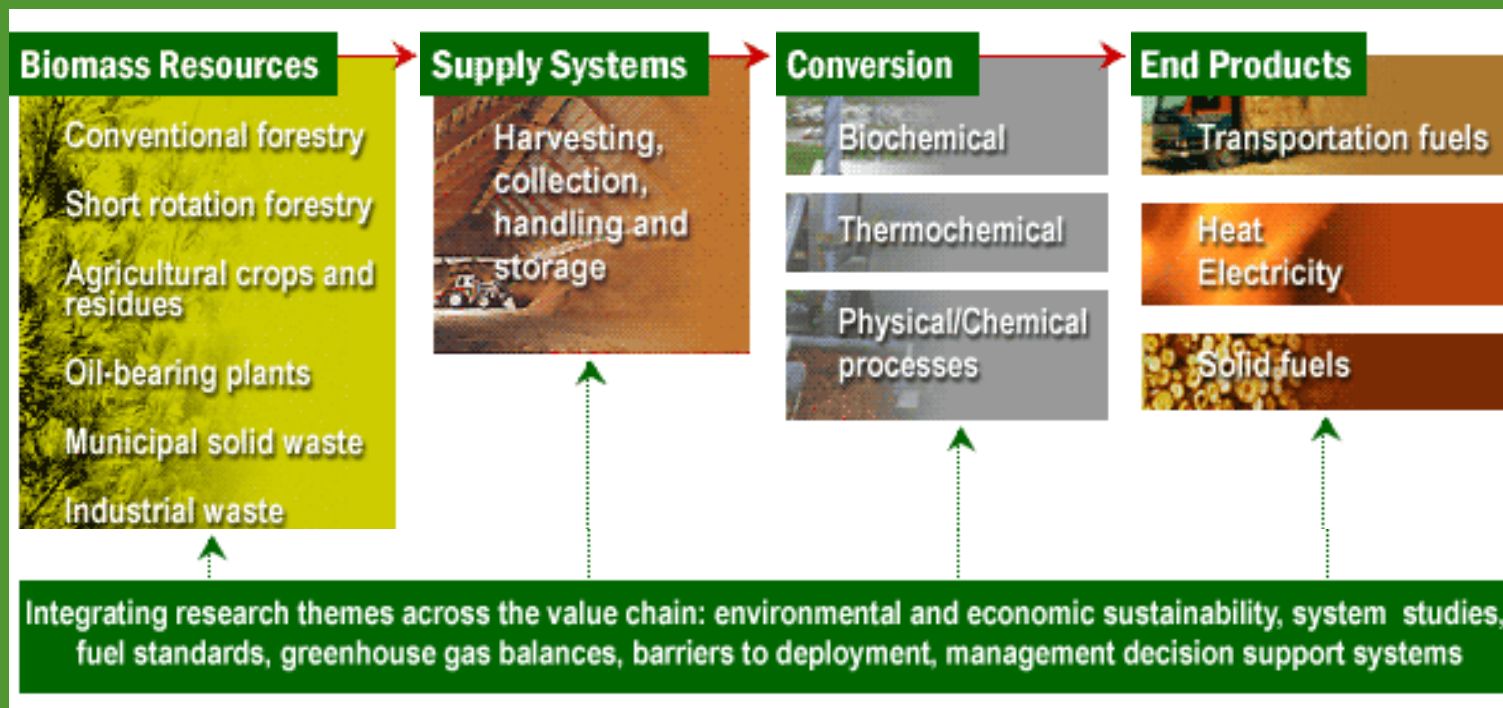 Biomass Resources
Conventional forestry
Short rotation forestry
Agricultural crops and
residues
Oil-bearing plants
Municipal solid waste
Industrial waste
Supply Systems
Harvesting,
collection,
handling and
storage
Conversion
Biochemical
Thermochemical
Physical/Chemical
processes
End Products
Transportation fuels
Heat
Electricity
Solid fuels
Integrating research themes across the value chain: environmental and economic sustainability, system studies,
fuel standards, greenhouse gas balances, barriers to deployment, management decision support systems